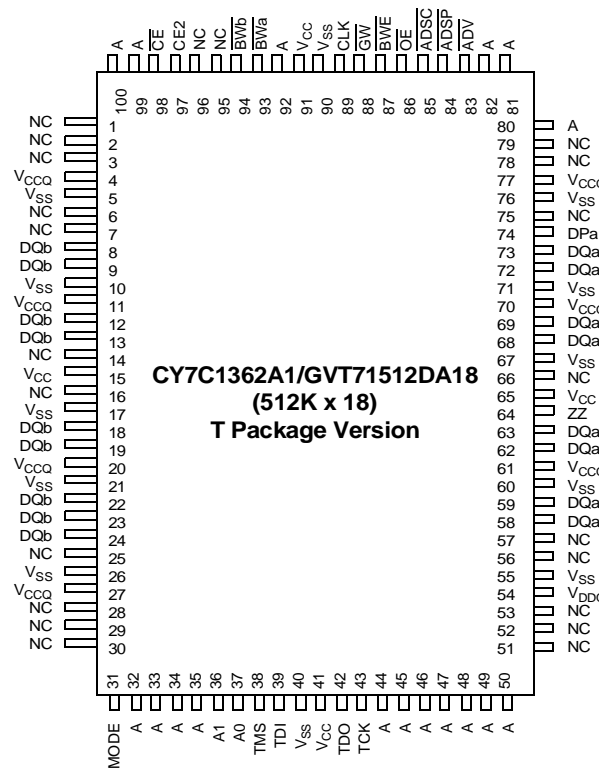 A A CE CE2 NC NC BWb BWa A VCC VSS CLK GW BWE OE ADSC ADSP ADV A A
100 99 98 97 96 95 94 93 92 91 90 89 88 87 86 85 84 83 82 81
NC 1
NC 2
NC 3
VCCQ 4
VSS 5
NC 6
NC 7
DQb 8
DQb 9
VSS 10
VCCQ 11
DQb 12
DQb 13
NC 14
VCC 15
NC 16
VSS 17
DQb 18
DQb 19
VCCQ 20
VSS 21
DQb 22
DQb 23
DQb 24
NC 25
VSS 26
VCCQ 27
NC 28
NC 29
NC 30
CY7C1362A1/GVT71512DA18
(512K x 18)
T Package Version
80 A
79 NC
78 NC
77 VCCQ
76 VSS
75 NC
74 DPa
73 DQa
72 DQa
71 VSS
70 VCCQ
69 DQa
68 DQa
67 VSS
66 NC
65 VCC
64 ZZ
63 DQa
62 DQa
61 VCCQ
60 VSS
59 DQa
58 DQa
57 NC
56 NC
55 VSS
54 VDDQ
53 NC
52 NC
51 NC
31 32 33 34 35 36 37 38 39 40 41 42 43 44 45 46 47 48 49 50
MODE A A A A A1 A0 TMS TDI VSS VCC TDO TCK A A A A A A A